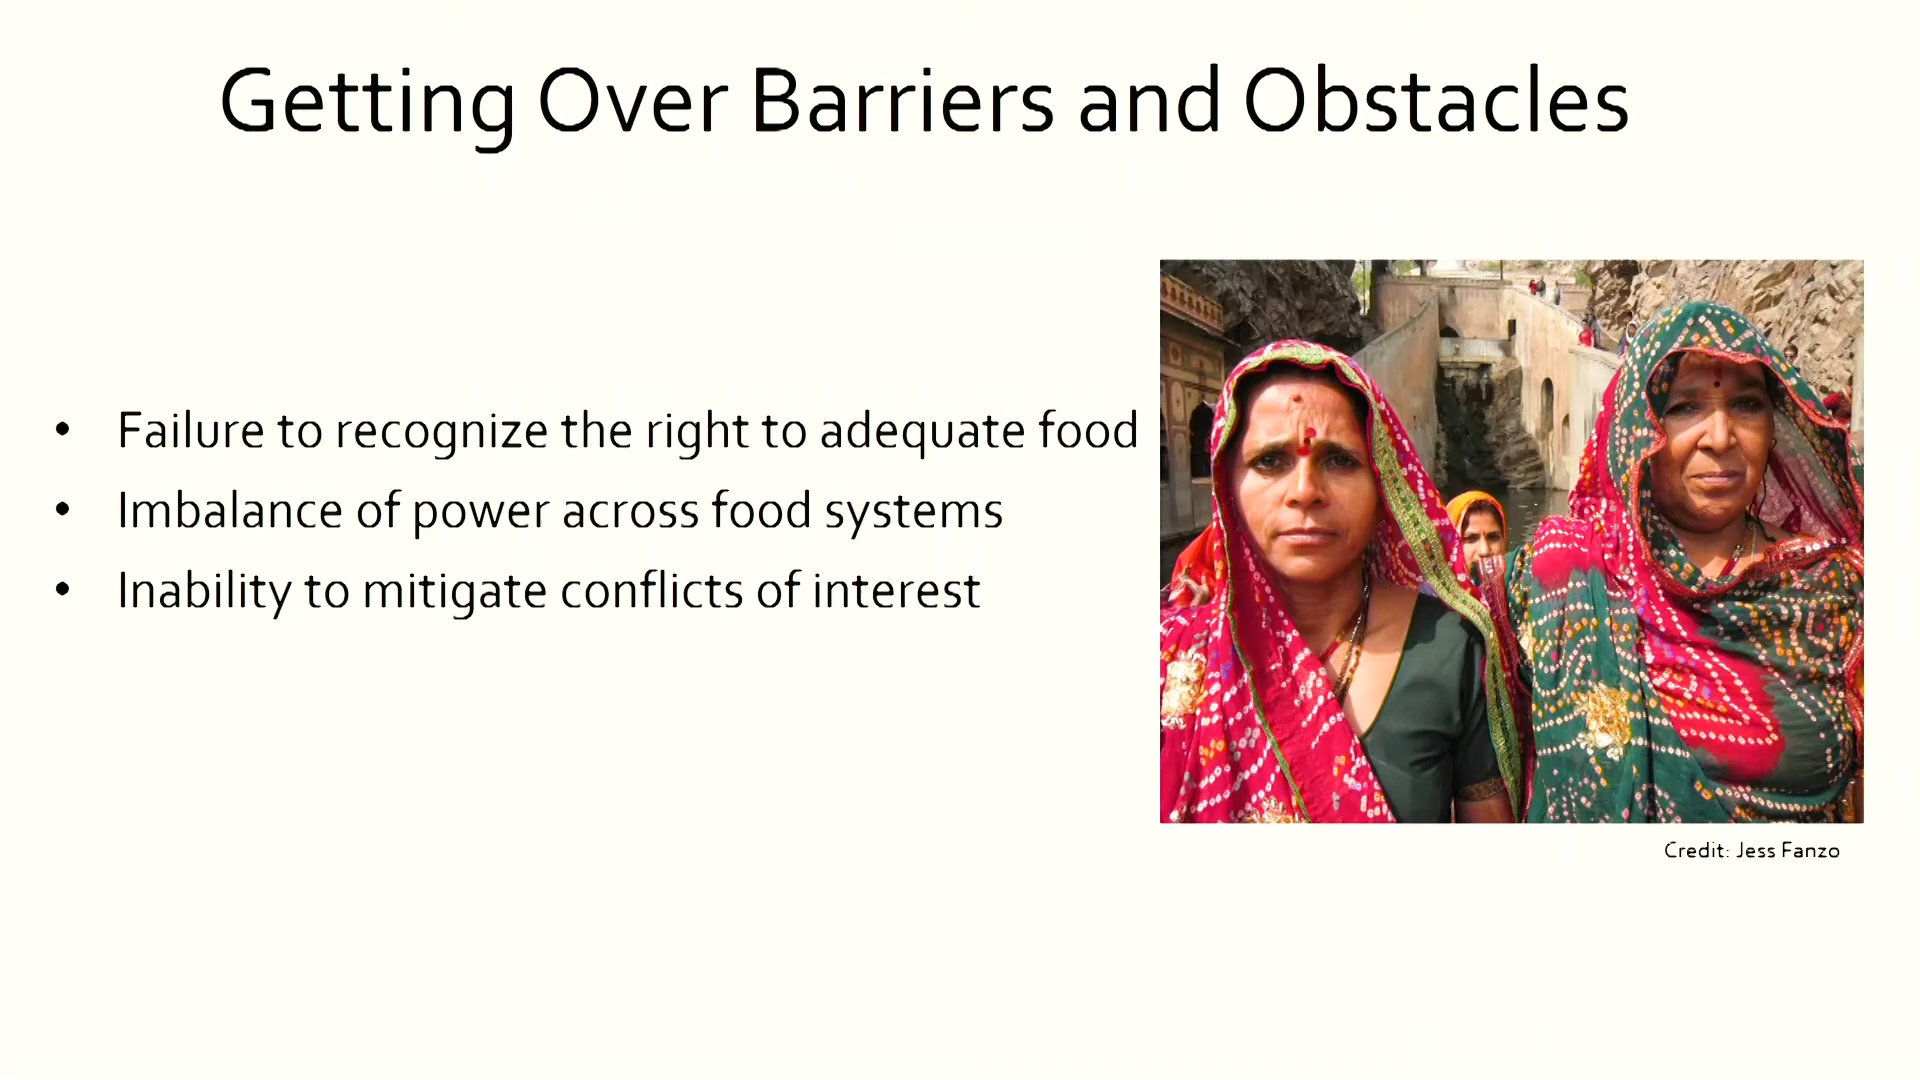 Getting Over Barriers and Obstacles
• Failure to recognize the right to adequate food
• Imbalance of power across food systems
• Inability to mitigate conflicts of interest
Credit: Jess Fanzo